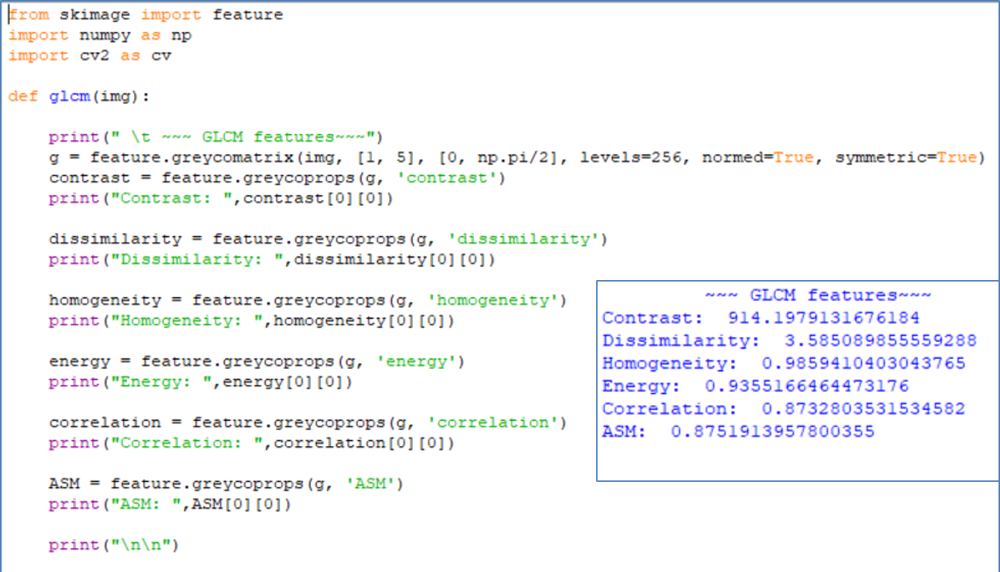 from skimage import feature
import numpy as np
import cv2 as cv
def glcm(img):
    print(" \t ~~~ GLCM features~~~")
    g = feature.greycomatrix(img, [1, 5], [0, np.pi/2], levels=256, normed=True, symmetric=True)
    contrast = feature.greycoprops(g, 'contrast')
    print("Contrast: ",contrast[0][0])
    dissimilarity = feature.greycoprops(g, 'dissimilarity')
    print("Dissimilarity: ",dissimilarity[0][0])
    homogeneity = feature.greycoprops(g, 'homogeneity')
    print("Homogeneity: ",homogeneity[0][0])
    energy = feature.greycoprops(g, 'energy')
    print("Energy: ",energy[0][0])
    correlation = feature.greycoprops(g, 'correlation')
    print("Correlation: ",correlation[0][0])
    ASM = feature.greycoprops(g, 'ASM')
    print("ASM: ",ASM[0][0])
    print("\n\n")
~~~ GLCM features~~~
Contrast:  914.1979131676184
Dissimilarity:  3.585089855559288
Homogeneity:  0.9859410403043765
Energy:  0.9355166464473176
Correlation:  0.8732803531534582
ASM:  0.8751913957800355